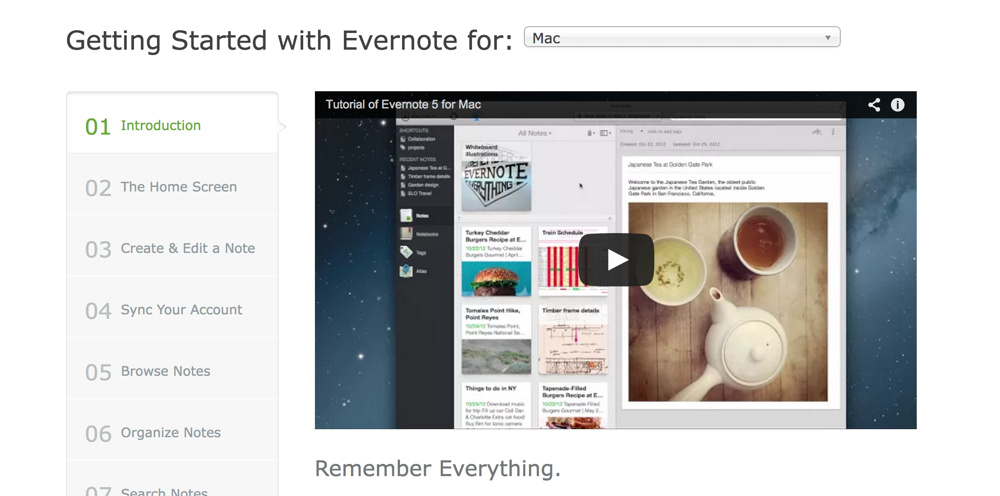 Getting Started with Evernote for:
Mac
01 Introduction
02 The Home Screen
03 Create & Edit a Note
04 Sync Your Account
05 Browse Notes
06 Organize Notes
07 Search Notes
Tutorial of Evernote 5 for Mac
Evernote
New Note in Alex's Notebook
Search notes
SHORTCUTS
Collaboration
projects
RECENT NOTES
Japanese Tea at G...
Timber frame details
Garden design
SLO Travel
Notes
Notebooks
Tags
Atlas
All Notes
Whiteboard
Illustrations
EVERNOTE
EVERYTHING
Turkey Cheddar
Burgers Recipe at E...
10/22/12 Turkey Cheddar
Burgers Gourmet | April...
Train Schedule
Tomales Point Hike,
Point Reyes
10/24/12 Tomales Point,
Point Reyes National Se...
Timber frame details
Things to do in NY
10/24/12 Download music
for trip Fill up car Call Dan
& Charlotte Extra cat food!
Buy film for lomo camera
Tapenade-Filled
Burgers Recipe at E...
10/22/12 Tapenade-Filled
Burgers Gourmet | May 2...
click to add tags
Created: Oct 22, 2012 Updated: Oct 29, 2012
Japanese Tea at Golden Gate Park
Welcome to the Japanese Tea Garden, the oldest public
Japanese garden in the United States located inside Golden
Gate Park in San Francisco, California.
Remember Everything.